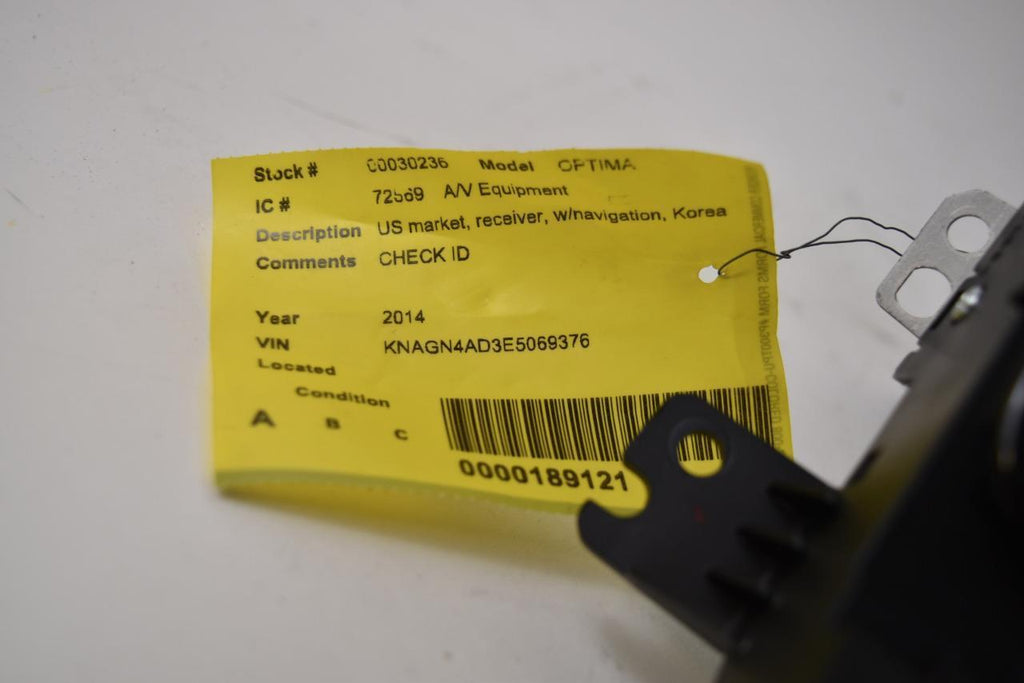 Stock # 00030236 Model OPTIMA
IC # 72569 A/V Equipment
Description US market, receiver, w/navigation, Korea
Comments CHECK ID
Year 2014
VIN KNAGN4AD3E5069376
Located
Condition
A B C
0000189121